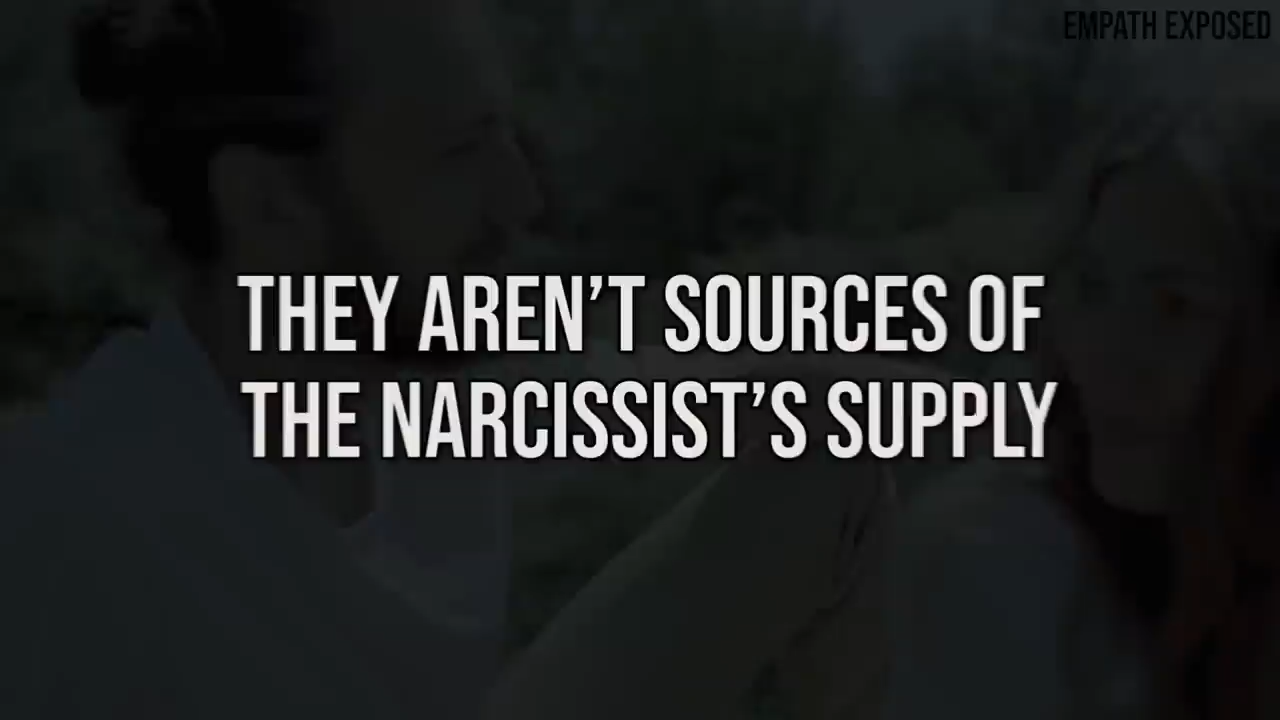 EMPATH EXPOSED
THEY AREN’T SOURCES OF
THE NARCISSIST’S SUPPLY